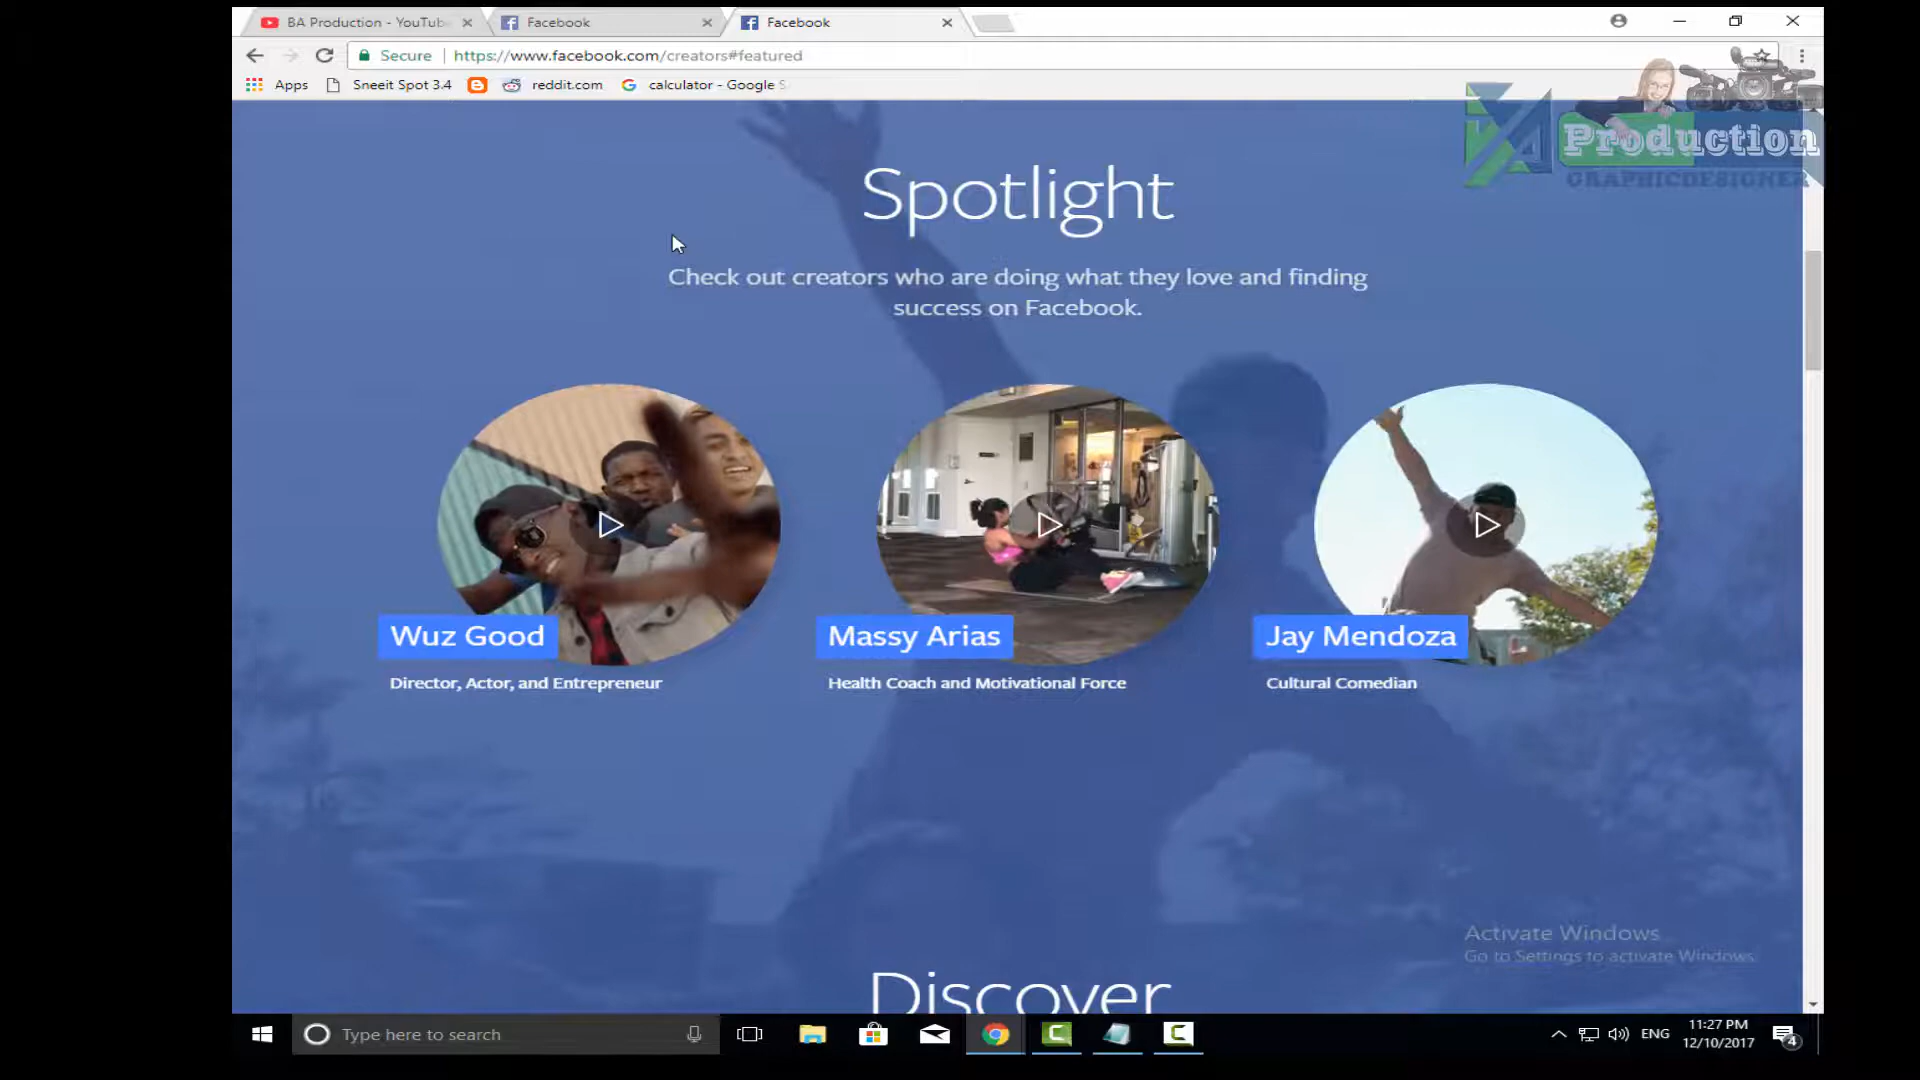 BA Production - YouTub
Facebook
Facebook
Secure
https://www.facebook.com/creators#featured
Apps
Sneeit Spot 3.4
reddit.com
calculator - Google S
Production
GRAPHICDESIGNER
Spotlight
Check out creators who are doing what they love and finding
success on Facebook.
Wuz Good
Director, Actor, and Entrepreneur
Massy Arias
Health Coach and Motivational Force
Jay Mendoza
Cultural Comedian
Activate Windows
Go to Settings to activate Windows.
Discover
Type here to search
ENG
11:27 PM
12/10/2017
4